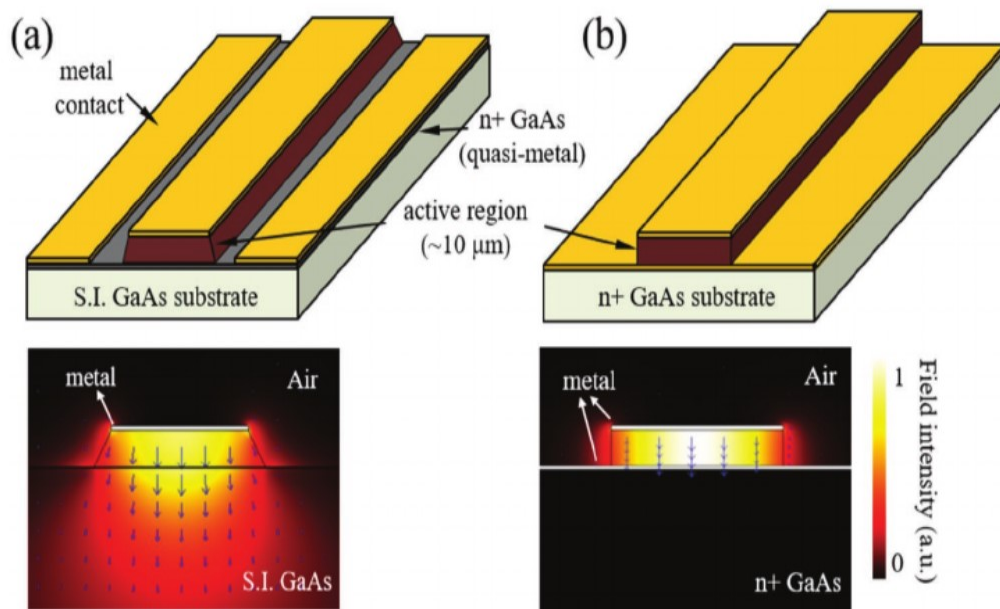 (a)
metal
contact
n+ GaAs
(quasi-metal)
active region
(~10 μm)
S.I. GaAs substrate
(b)
n+ GaAs substrate
metal
Air
S.I. GaAs
metal
Air
n+ GaAs
1
0
Field intensity (a.u.)